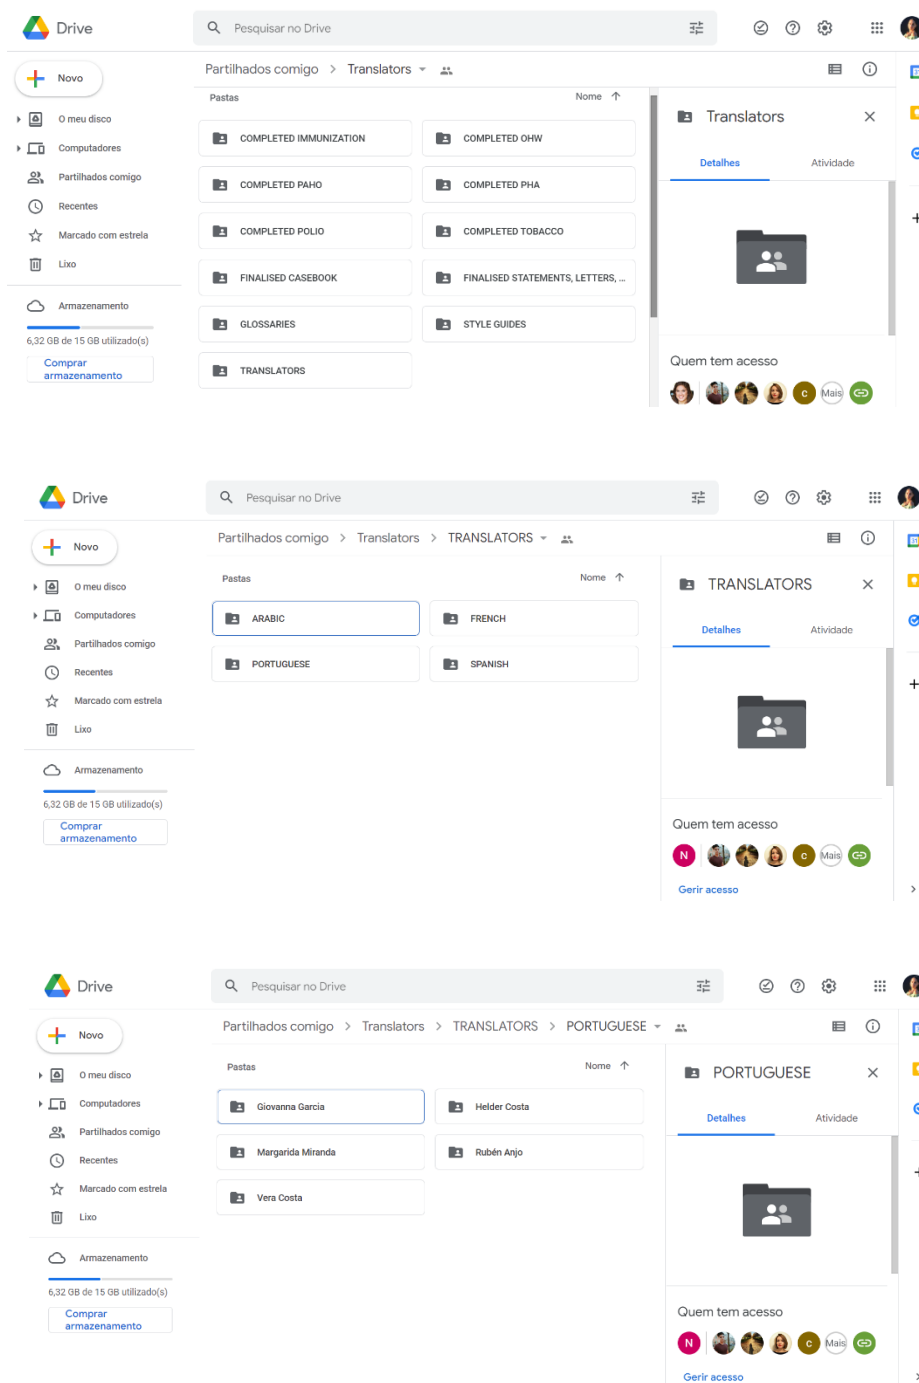 Drive
Pesquisar no Drive
Novo
Partilhados comigo > Translators
Pastas
Nome
O meu disco
Computadores
Partilhados comigo
Recentes
Marcado com estrela
Lixo
Armazenamento
6,32 GB de 15 GB utilizado(s)
Comprar
armazenamento
COMPLETED IMMUNIZATION
COMPLETED OHW
COMPLETED PAHO
COMPLETED PHA
COMPLETED POLIO
COMPLETED TOBACCO
FINALISED CASEBOOK
FINALISED STATEMENTS, LETTERS, ...
GLOSSARIES
STYLE GUIDES
TRANSLATORS
Translators
Detalhes
Atividade
Quem tem acesso
C
Mais
Drive
Pesquisar no Drive
Novo
Partilhados comigo > Translators > TRANSLATORS
Pastas
Nome
O meu disco
Computadores
Partilhados comigo
Recentes
Marcado com estrela
Lixo
Armazenamento
6,32 GB de 15 GB utilizado(s)
Comprar
armazenamento
ARABIC
FRENCH
PORTUGUESE
SPANISH
TRANSLATORS
Detalhes
Atividade
31
Quem tem acesso
N
C
Mais
Gerir acesso
Drive
Pesquisar no Drive
Novo
Partilhados comigo > Translators > TRANSLATORS > PORTUGUESE
Pastas
Nome
O meu disco
Computadores
Partilhados comigo
Recentes
Marcado com estrela
Lixo
Armazenamento
6,32 GB de 15 GB utilizado(s)
Comprar
armazenamento
Giovanna Garcia
Helder Costa
Margarida Miranda
Rubén Anjo
Vera Costa
PORTUGUESE
Detalhes
Atividade
Quem tem acesso
N
C
Mais
Gerir acesso